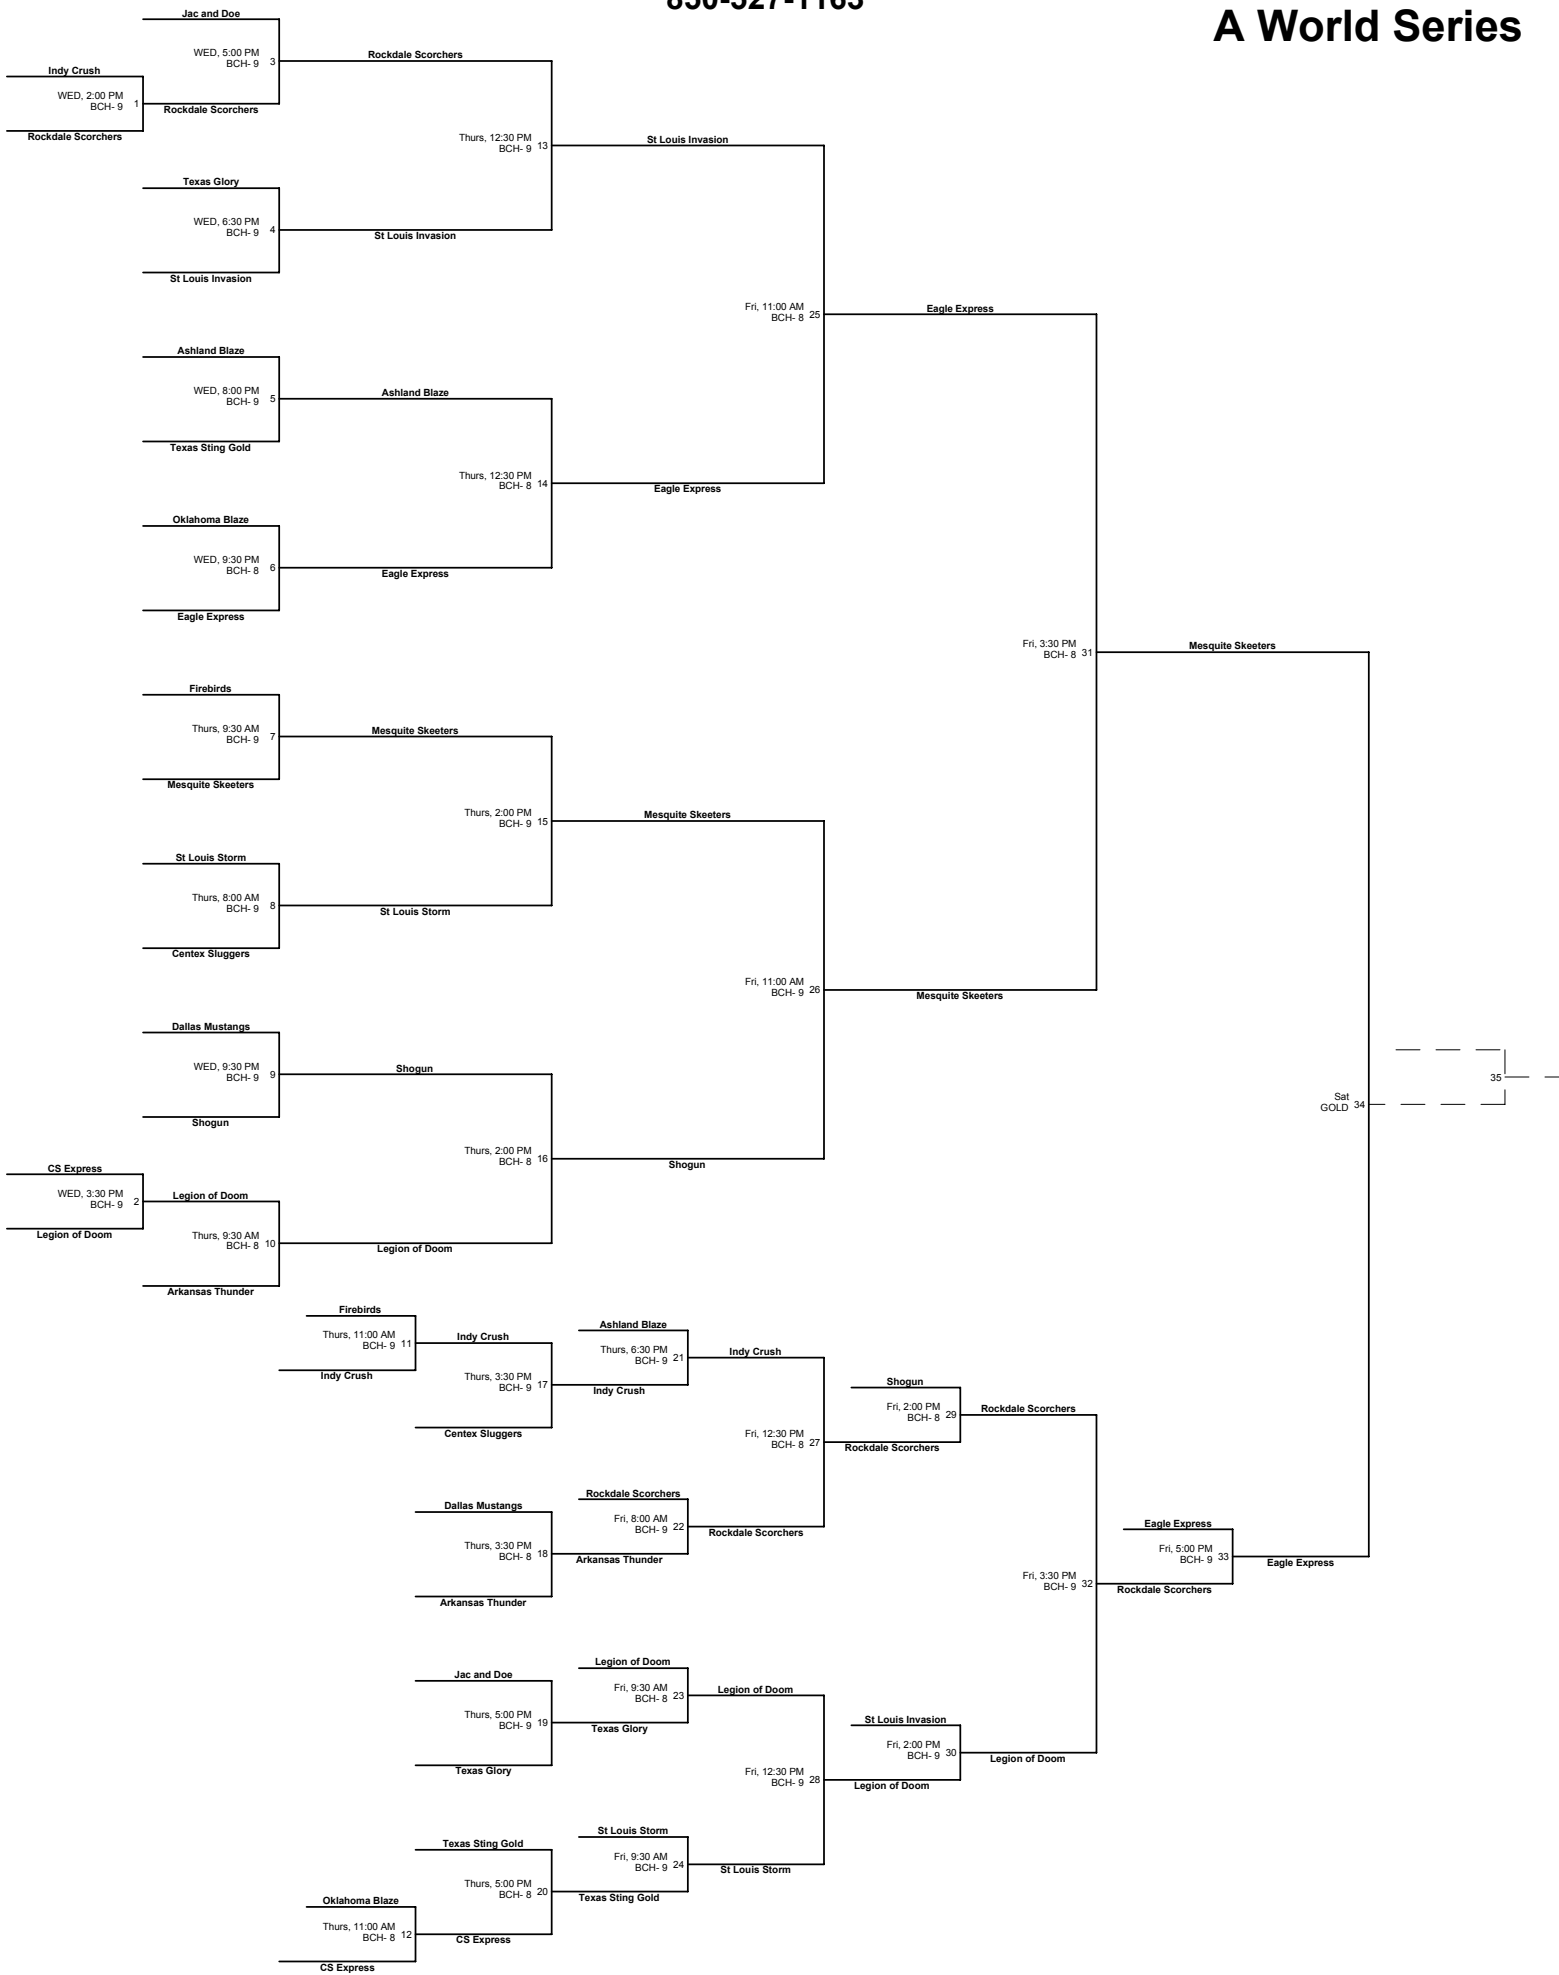 850-527-1163
A World Series
Jac and Doe
WED, 5:00 PM
BCH- 9 3
Rockdale Scorchers
Indy Crush
WED, 2:00 PM
BCH- 9 1
Rockdale Scorchers
Rockdale Scorchers
Thurs, 12:30 PM
BCH- 9 13
St Louis Invasion
Texas Glory
WED, 6:30 PM
BCH- 9 4
St Louis Invasion
St Louis Invasion
Fri, 11:00 AM
BCH- 8 25
Eagle Express
Ashland Blaze
WED, 8:00 PM
BCH- 9 5
Ashland Blaze
Texas Sting Gold
Thurs, 12:30 PM
BCH- 8 14
Eagle Express
Oklahoma Blaze
WED, 9:30 PM
BCH- 8 6
Eagle Express
Eagle Express
Fri, 3:30 PM
BCH- 8 31
Mesquite Skeeters
Firebirds
Thurs, 9:30 AM
BCH- 9 7
Mesquite Skeeters
Mesquite Skeeters
Thurs, 2:00 PM
BCH- 9 15
Mesquite Skeeters
St Louis Storm
Thurs, 8:00 AM
BCH- 9 8
St Louis Storm
Centex Sluggers
Fri, 11:00 AM
BCH- 9 26
Mesquite Skeeters
Dallas Mustangs
WED, 9:30 PM
BCH- 9 9
Shogun
Shogun
35
Sat
GOLD 34
Thurs, 2:00 PM
BCH- 8 16
Shogun
CS Express
WED, 3:30 PM
BCH- 9 2
Legion of Doom
Legion of Doom
Thurs, 9:30 AM
BCH- 8 10
Legion of Doom
Arkansas Thunder
Firebirds
Thurs, 11:00 AM
BCH- 9 11
Indy Crush
Indy Crush
Thurs, 3:30 PM
BCH- 9 17
Indy Crush
Centex Sluggers
Ashland Blaze
Thurs, 6:30 PM
BCH- 9 21
Indy Crush
Fri, 12:30 PM
BCH- 8 27
Rockdale Scorchers
Shogun
Fri, 2:00 PM
BCH- 8 29
Rockdale Scorchers
Dallas Mustangs
Thurs, 3:30 PM
BCH- 8 18
Arkansas Thunder
Arkansas Thunder
Rockdale Scorchers
Fri, 8:00 AM
BCH- 9 22
Rockdale Scorchers
Eagle Express
Fri, 5:00 PM
BCH- 9 33
Eagle Express
Fri, 3:30 PM
BCH- 9 32
Rockdale Scorchers
Jac and Doe
Thurs, 5:00 PM
BCH- 9 19
Texas Glory
Texas Glory
Legion of Doom
Fri, 9:30 AM
BCH- 8 23
Legion of Doom
St Louis Invasion
Fri, 2:00 PM
BCH- 9 30
Legion of Doom
Fri, 12:30 PM
BCH- 9 28
Legion of Doom
Texas Sting Gold
Thurs, 5:00 PM
BCH- 8 20
Texas Sting Gold
St Louis Storm
Fri, 9:30 AM
BCH- 9 24
St Louis Storm
Oklahoma Blaze
Thurs, 11:00 AM
BCH- 8 12
CS Express
CS Express